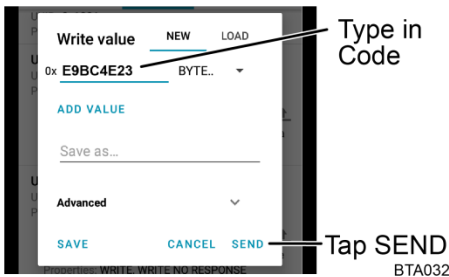 Write value NEW LOAD
Type in
Code
0x E9BC4E23 BYTE..
ADD VALUE
Save as...
Advanced
SAVE CANCEL SEND
Tap SEND
Properties: WRITE, WRITE NO RESPONSE
BTA032